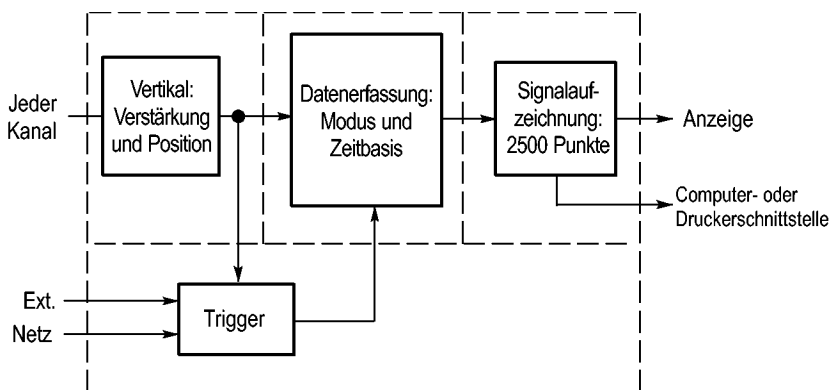 Jeder
Kanal
Vertikal:
Verstärkung
und Position
Datenerfassung:
Modus und
Zeitbasis
Signalauf-
zeichnung:
2500 Punkte
Anzeige
Computer- oder
Druckerschnittstelle
Ext.
Netz
Trigger